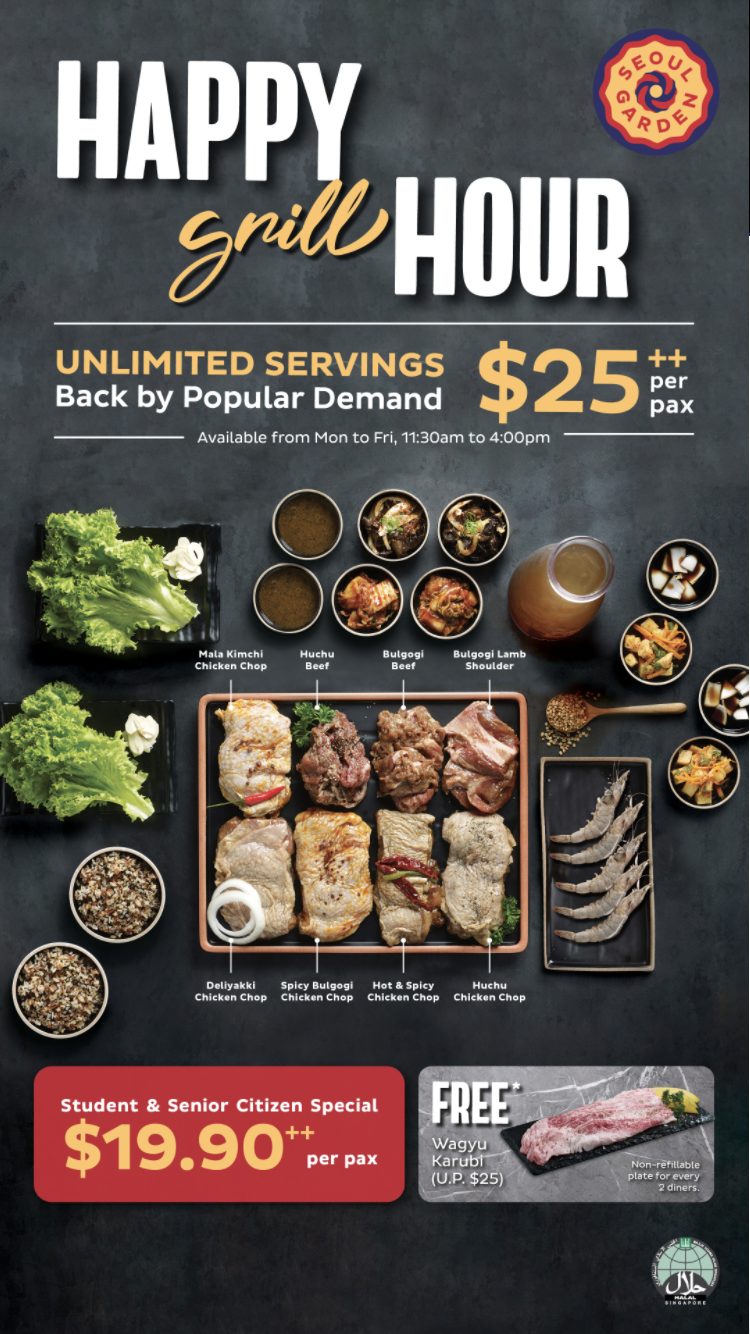 SEOUL GARDEN
HAPPY
grill HOUR
UNLIMITED SERVINGS
Back by Popular Demand
$25++
per
pax
Available from Mon to Fri, 11:30am to 4:00pm
Mala Kimchi
Chicken Chop
Huchu
Beef
Bulgogi
Beef
Bulgogi Lamb
Shoulder
Deliyakki
Chicken Chop
Spicy Bulgogi
Chicken Chop
Hot & Spicy
Chicken Chop
Huchu
Chicken Chop
Student & Senior Citizen Special
$19.90++
per pax
FREE*
Wagyu
Karubi
(U.P. $25)
Non-refillable
plate for every
2 diners.
حلال
HALAL
SINGAPORE